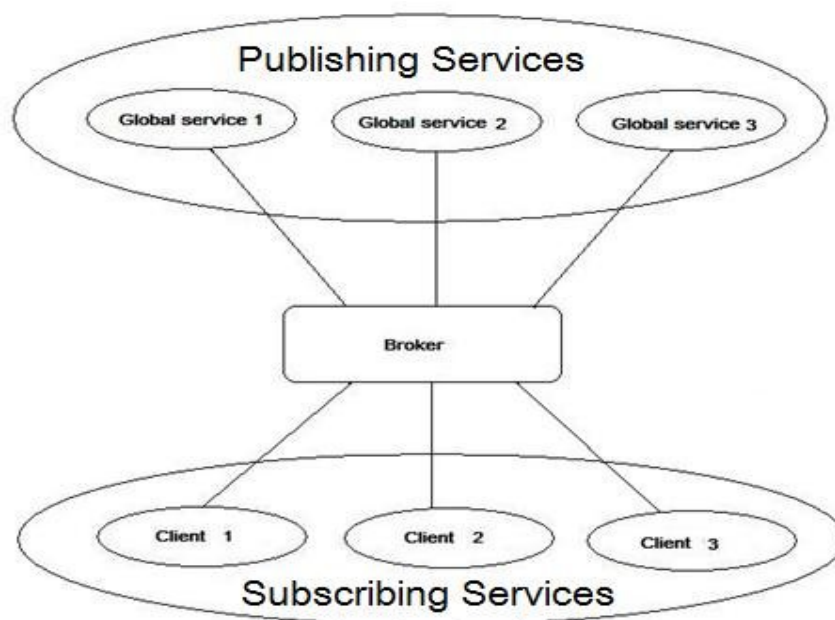 Publishing Services
Global service 1
Global service 2
Global service 3
Broker
Client 1
Client 2
Client 3
Subscribing Services